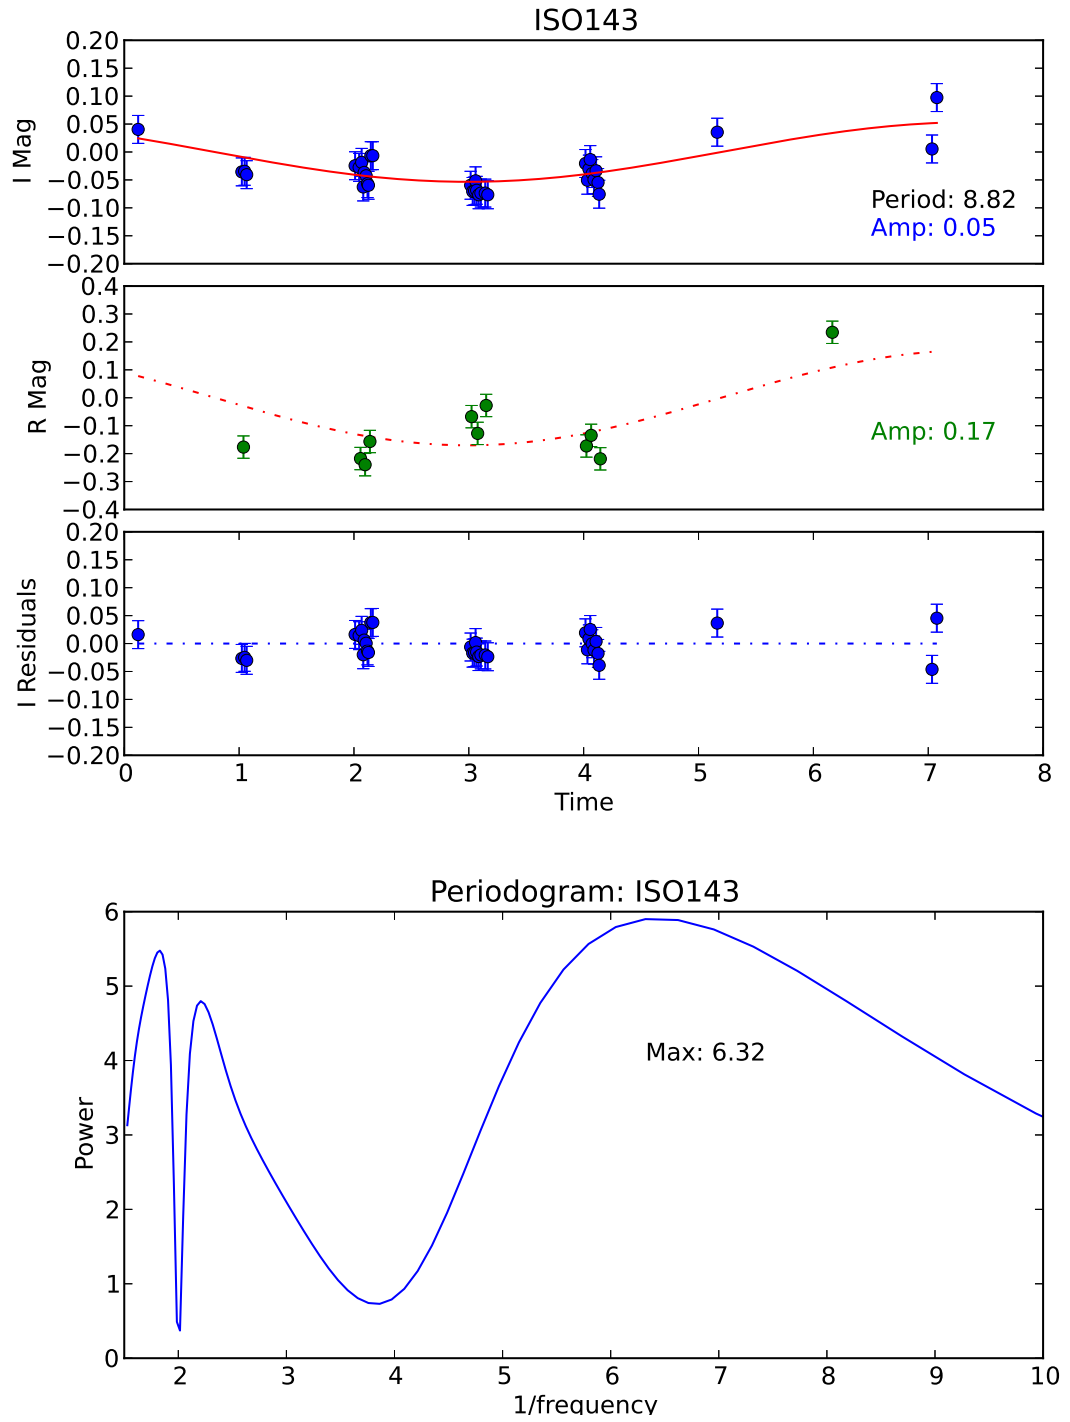 ISO143
0.20
0.15
0.10
0.05
0.00
−0.05
−0.10
−0.15
−0.20
I Mag
Period: 8.82
Amp: 0.05
0.4
0.3
0.2
0.1
0.0
−0.1
−0.2
−0.3
−0.4
R Mag
Amp: 0.17
0.20
0.15
0.10
0.05
0.00
−0.05
−0.10
−0.15
−0.20
I Residuals
0 1 2 3 4 5 6 7 8
Time
Periodogram: ISO143
6
5
4
3
2
1
0
Power
Max: 6.32
2 3 4 5 6 7 8 9 10
1/frequency